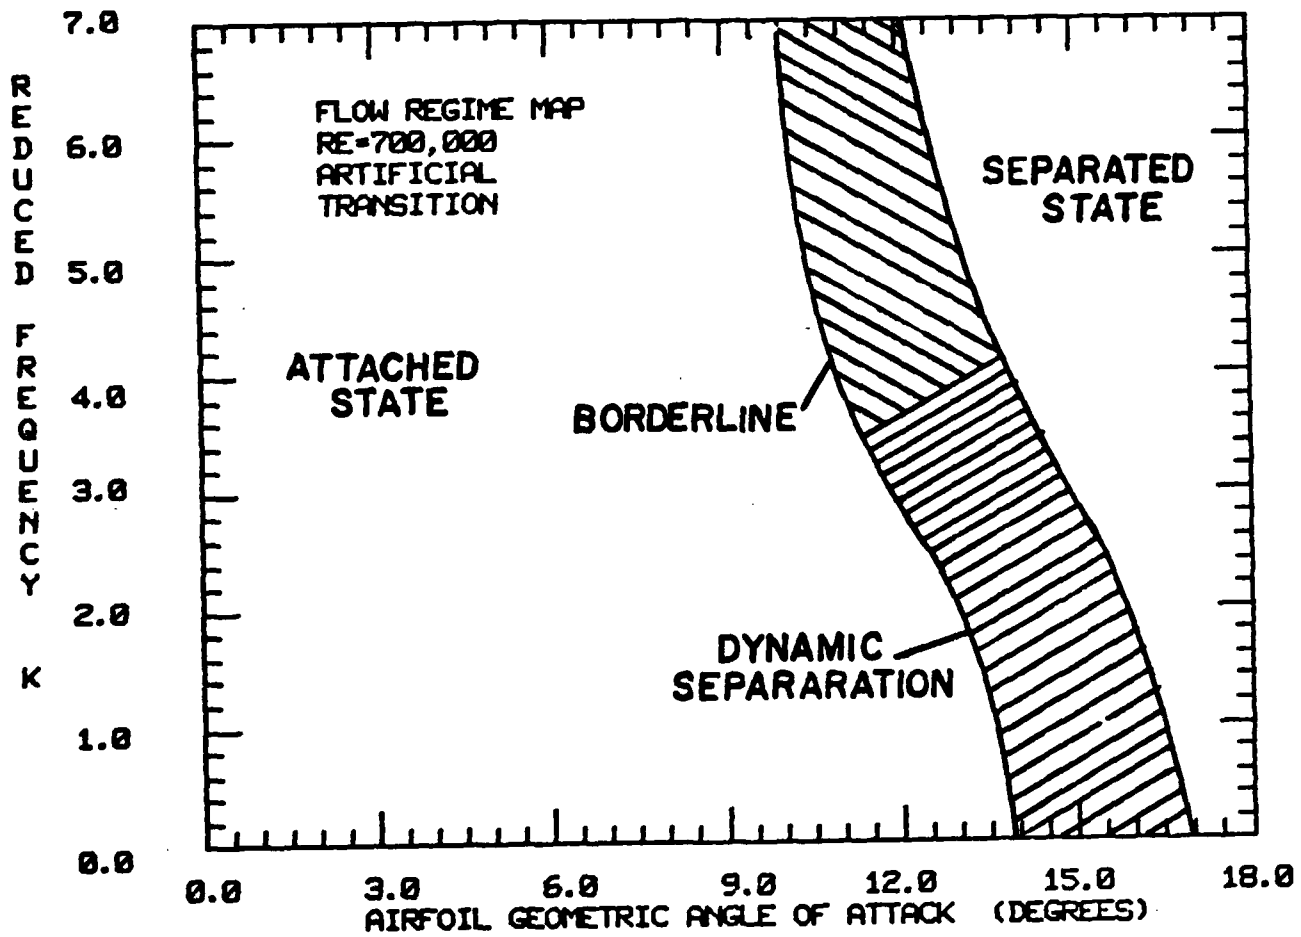 7.0
6.0
5.0
4.0
3.0
2.0
1.0
0.0
REDUCED FREQUENCY K
FLOW REGIME MAP
RE=700,000
ARTIFICIAL
TRANSITION
SEPARATED
STATE
ATTACHED
STATE
BORDERLINE
DYNAMIC
SEPARARATION
0.0 3.0 6.0 9.0 12.0 15.0 18.0
AIRFOIL GEOMETRIC ANGLE OF ATTACK (DEGREES)